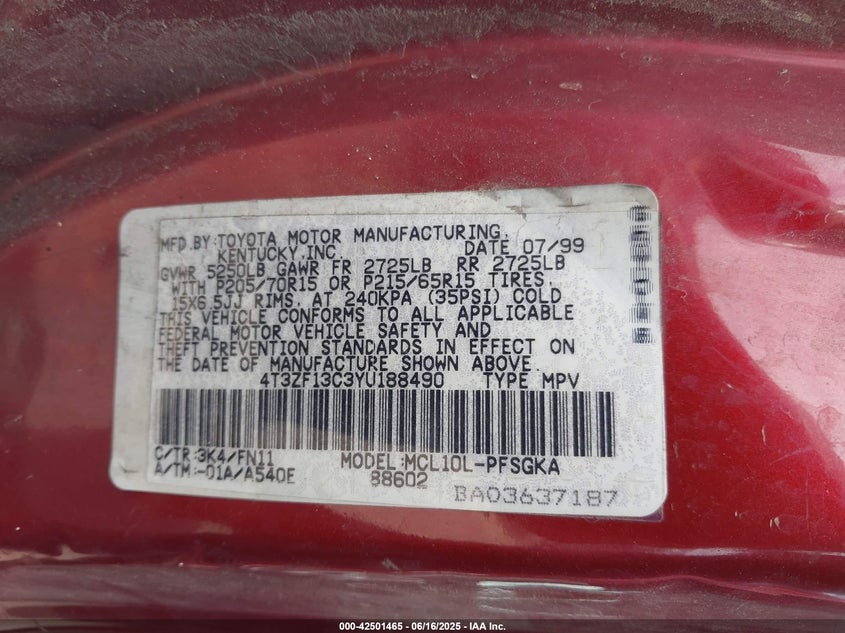 MFD.BY:TOYOTA MOTOR MANUFACTURING,
KENTUCKY,INC. DATE 07/99
GVWR 5250LB GAWR FR 2725LB RR 2725LB
WITH P205/70R15 OR P215/65R15 TIRES,
15X6.5JJ RIMS, AT 240KPA (35PSI) COLD
THIS VEHICLE CONFORMS TO ALL APPLICABLE
FEDERAL MOTOR VEHICLE SAFETY AND
THEFT PREVENTION STANDARDS IN EFFECT ON
THE DATE OF MANUFACTURE SHOWN ABOVE.
4T3ZF13C3YU188490 TYPE MPV
C/TR:3K4/FN11 MODEL:MCL10L-PFSGKA
A/TM:-01A/A540E 88602
BA03637187
000-42501465 - 06/16/2025 - IAA Inc.